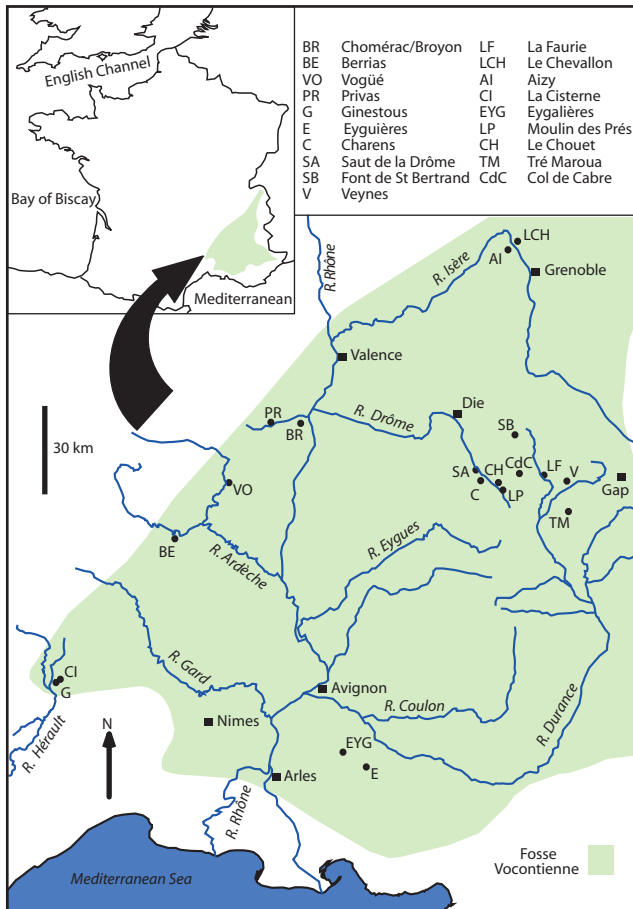 English Channel
Bay of Biscay
Mediterranean
BR Chomérac/Broyon LF La Faurie
BE Berrias LCH Le Chevallon
VO Vogüé AI Aizy
PR Privas CI La Cisterne
G Ginestous EYG Eygalières
E Eyguières LP Moulin des Prés
C Charens CH Le Chouet
SA Saut de la Drôme TM Tré Maroua
SB Font de St Bertrand CdC Col de Cabre
V Veynes
R. Rhône
R. Isère
LCH
AI
Grenoble
Valence
30 km
PR
BR
R. Drôme
Die
SB
SA
C
CH
LP
CdC
LF
V
Gap
TM
VO
BE
R. Ardèche
R. Eygues
CI
G
R. Hérault
R. Gard
Avignon
R. Coulon
R. Durance
N
Nimes
EYG
E
Arles
R. Rhône
Mediterranean Sea
Fosse
Vocontienne